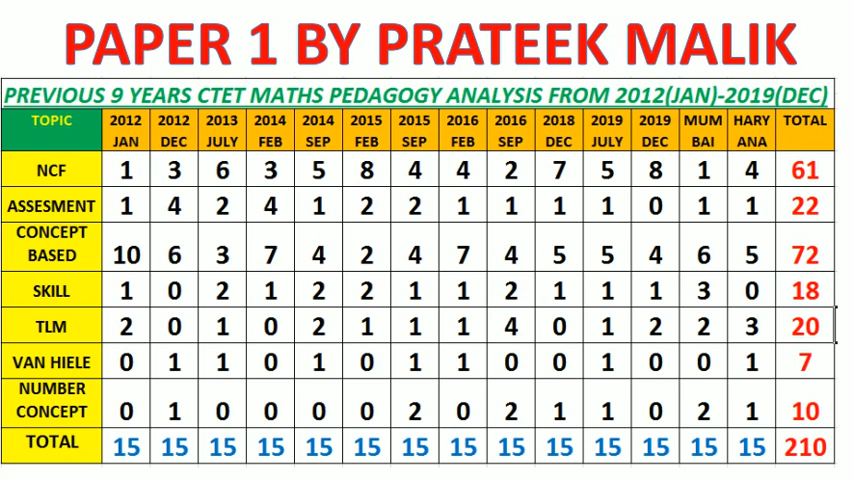 PAPER 1 BY PRATEEK MALIK
PREVIOUS 9 YEARS CTET MATHS PEDAGOGY ANALYSIS FROM 2012(JAN)-2019(DEC)
TOPIC 2012 JAN 2012 DEC 2013 JULY 2014 FEB 2014 SEP 2015 FEB 2015 SEP 2016 FEB 2016 SEP 2018 DEC 2019 JULY 2019 DEC MUM BAI HARY ANA TOTAL
NCF 1 3 6 3 5 8 4 4 2 7 5 8 1 4 61
ASSESMENT 1 4 2 4 1 2 2 1 1 1 1 0 1 1 22
CONCEPT BASED 10 6 3 7 4 2 4 7 4 5 5 4 6 5 72
SKILL 1 0 2 1 2 2 1 1 2 1 1 1 3 0 18
TLM 2 0 1 0 2 1 1 1 4 0 1 2 2 3 20
VAN HIELE 0 1 1 0 1 0 1 1 0 0 1 0 0 1 7
NUMBER CONCEPT 0 1 0 0 0 0 2 0 2 1 1 0 2 1 10
TOTAL 15 15 15 15 15 15 15 15 15 15 15 15 15 15 210